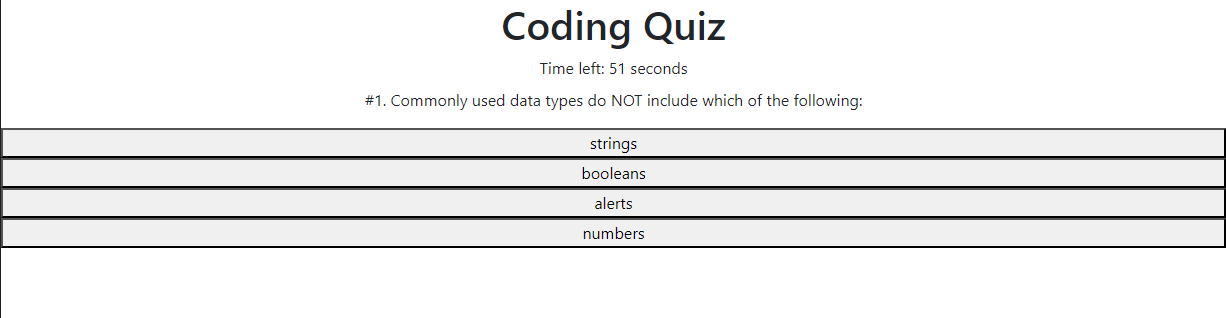 Coding Quiz
Time left: 51 seconds
#1. Commonly used data types do NOT include which of the following:
strings
booleans
alerts
numbers